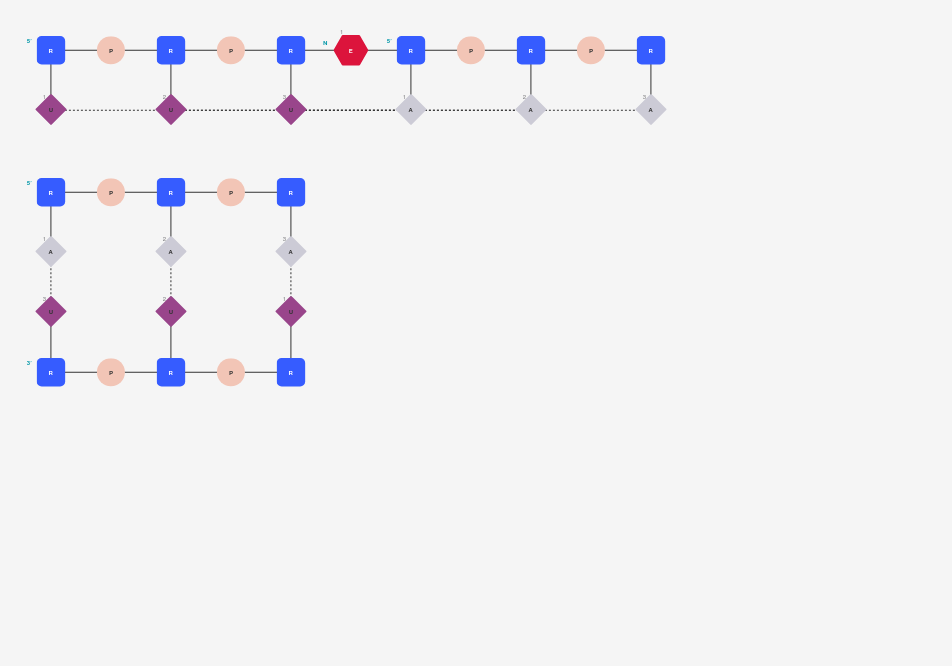 1
5' R P R P R N E 5' R P R P R
1 2 3 1 2 3
U U U A A A
5' R P R P R
1 2 3
A A A
3 2 1
U U U
3' R P R P R